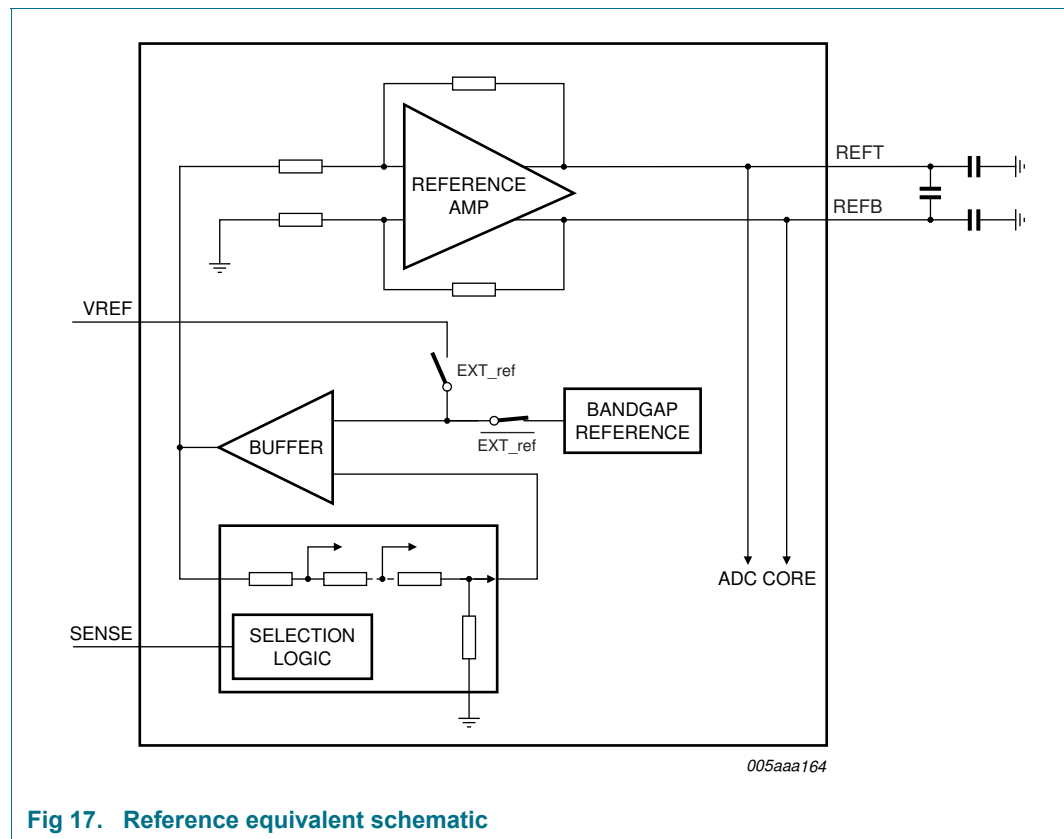 REFERENCE
AMP
REFT
REFB
VREF
EXT_ref
BUFFER
EXT_ref
BANDGAP
REFERENCE
ADC CORE
SENSE
SELECTION
LOGIC
005aaa164
Fig 17. Reference equivalent schematic